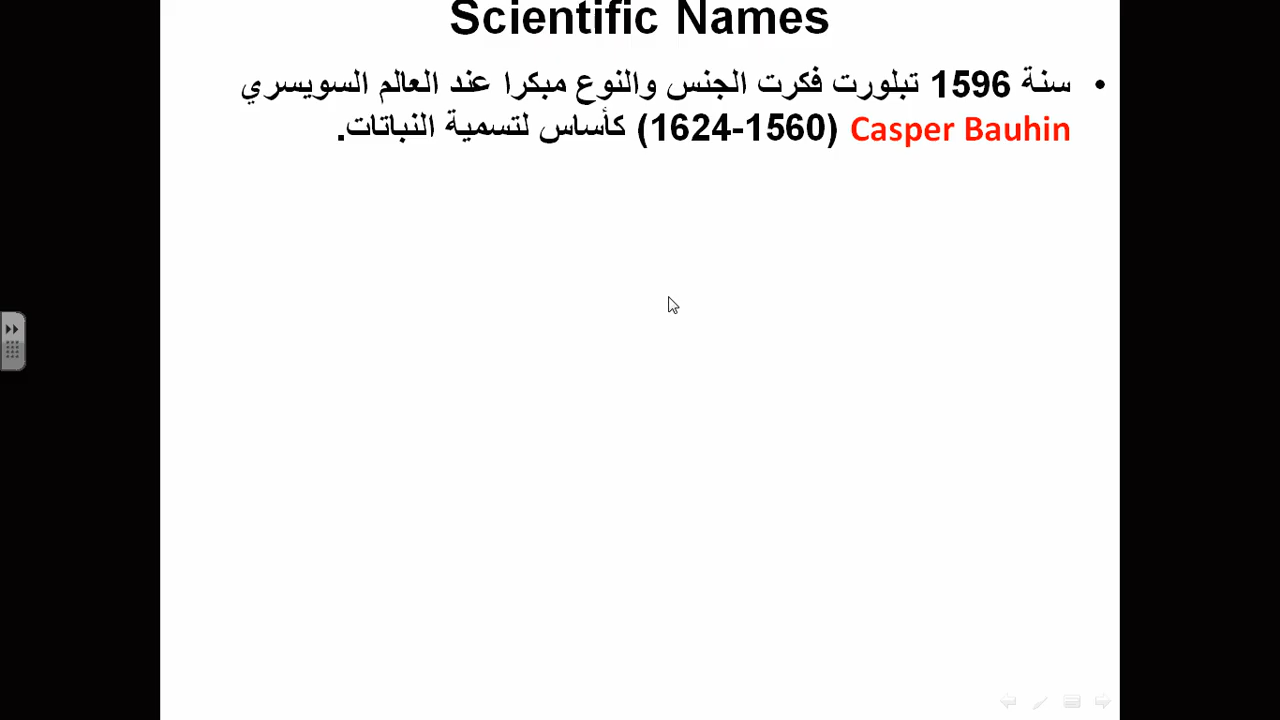 Scientific Names
• سنة 1596 تبلورت فكرت الجنس والنوع مبكرا عند العالم السويسري
Casper Bauhin (1560-1624) كأساس لتسمية النباتات.